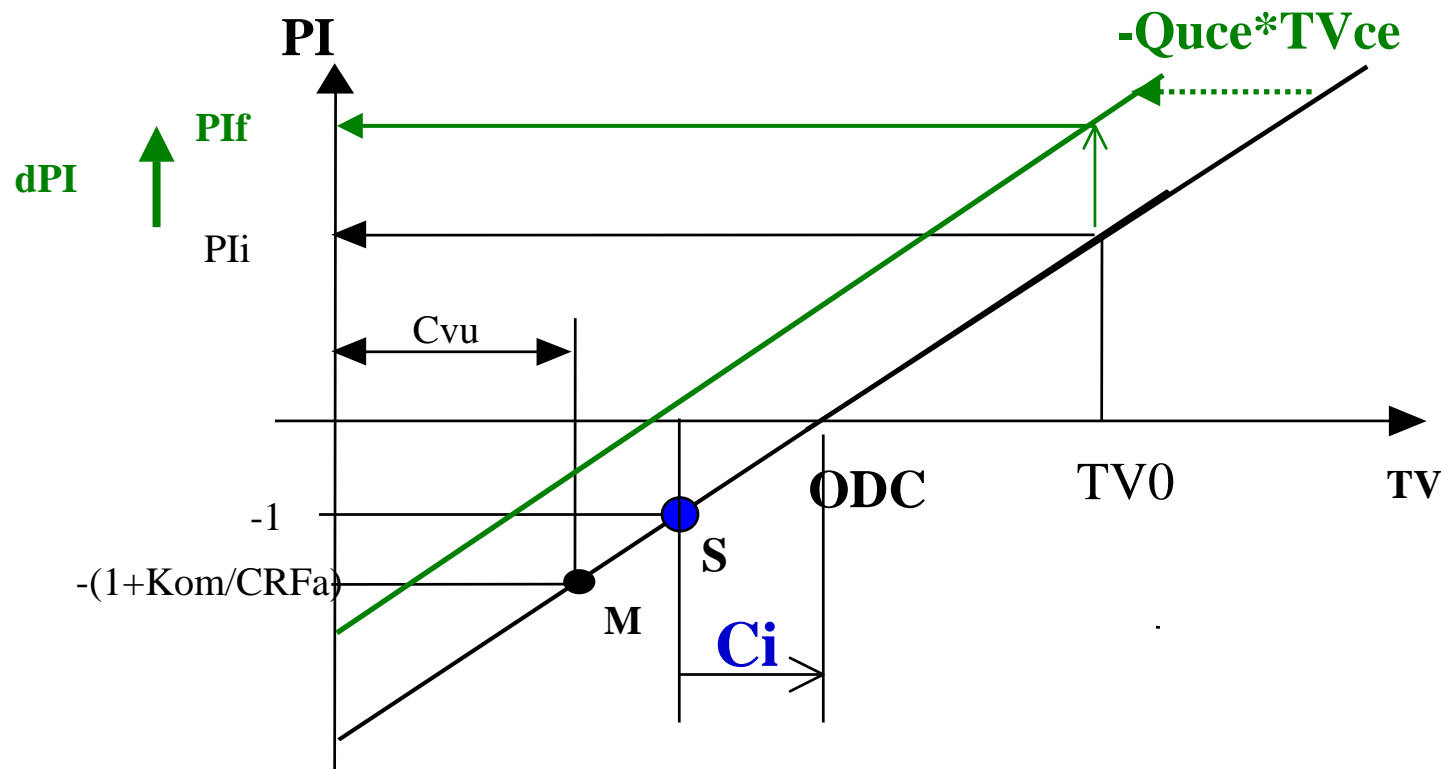 PI
-Quce*TVce
PIf
dPI
PIi
Cvu
ODC
TV0
TV
-1
S
-(1+Kom/CRFa)
M
Ci
.